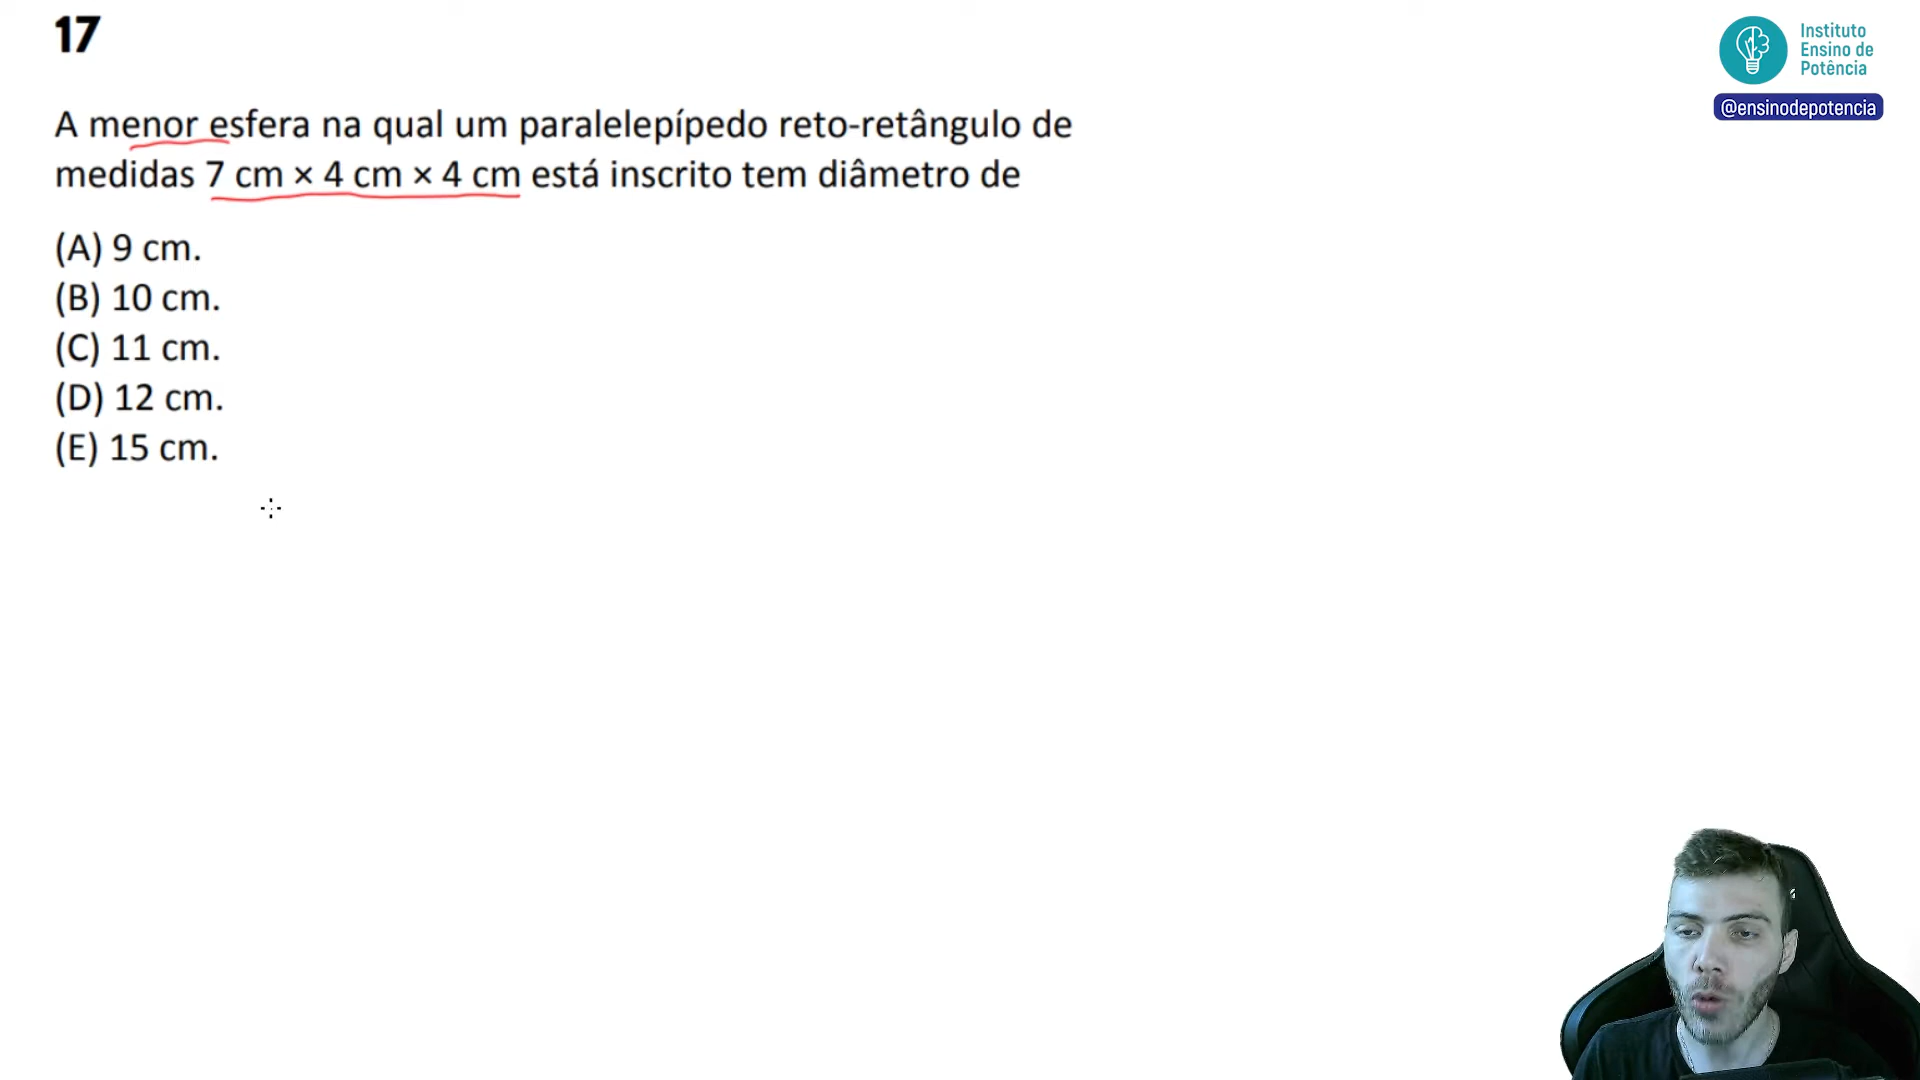 17
Instituto
Ensino de
Potência
@ensinodepotencia
A menor esfera na qual um paralelepípedo reto-retângulo de
medidas 7 cm × 4 cm × 4 cm está inscrito tem diâmetro de
(A) 9 cm.
(B) 10 cm.
(C) 11 cm.
(D) 12 cm.
(E) 15 cm.